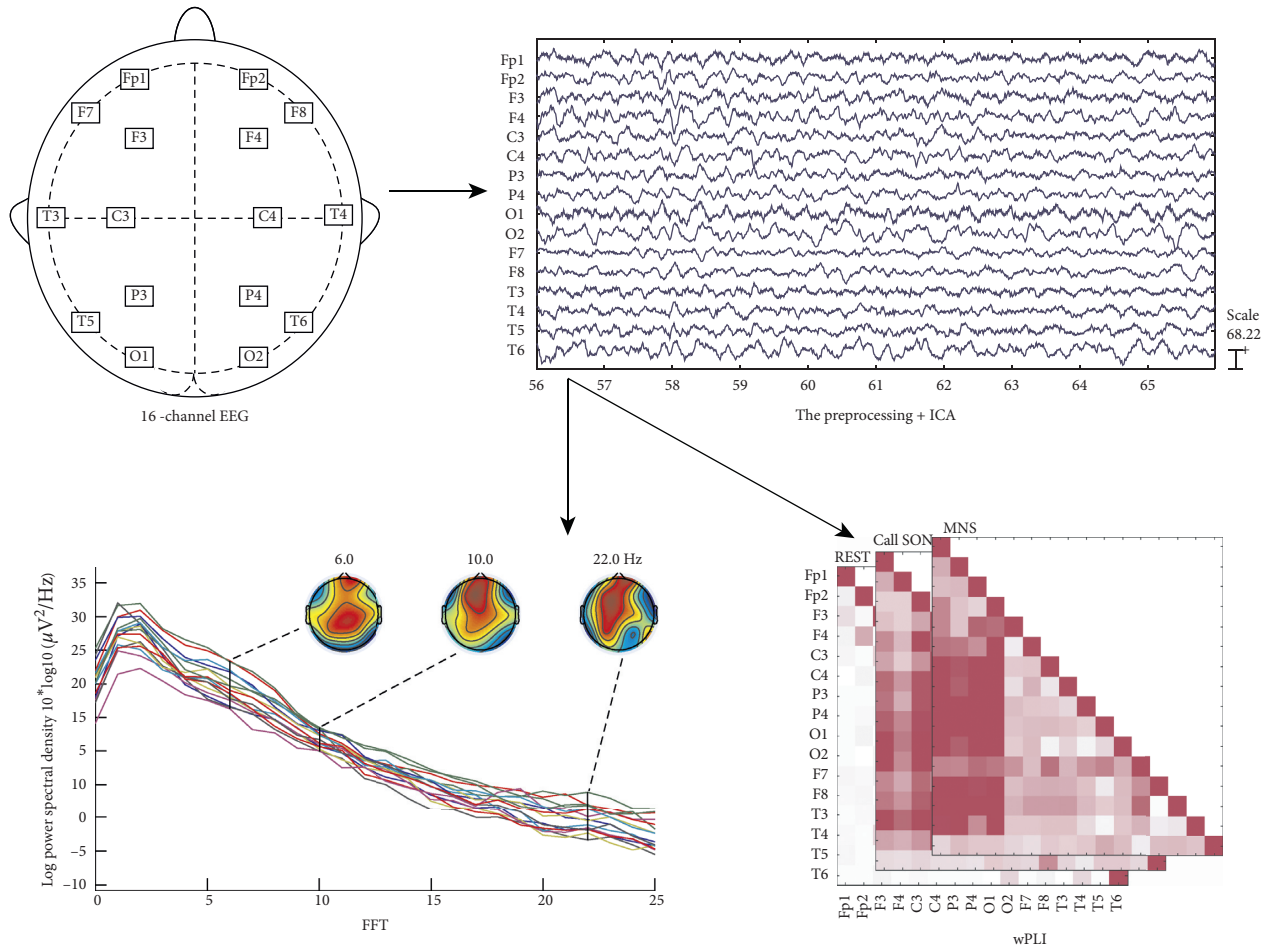 Fp1 Fp2
F7 F8
F3 F4
T3 C3 C4 T4
P3 P4
T5 T6
O1 O2
16 -channel EEG
Fp1
Fp2
F3
F4
C3
C4
P3
P4
O1
O2
F7
F8
T3
T4
T5
T6
56 57 58 59 60 61 62 63 64 65
The preprocessing + ICA
Scale
68.22
+
6.0 10.0 22.0 Hz
Log power spectral density 10*log10 (μV2/Hz)
35
30
25
20
15
5
10
0
−5
−10
0 5 10 15 20 25
FFT
REST
Call SON
MNS
Fp1
Fp2
F3
F4
C3
C4
P3
P4
O1
O2
F7
F8
T3
T4
T5
T6
Fp1 Fp2 F3 F4 C3 C4 P3 P4 O1 O2 F7 F8 T3 T4 T5 T6
wPLI